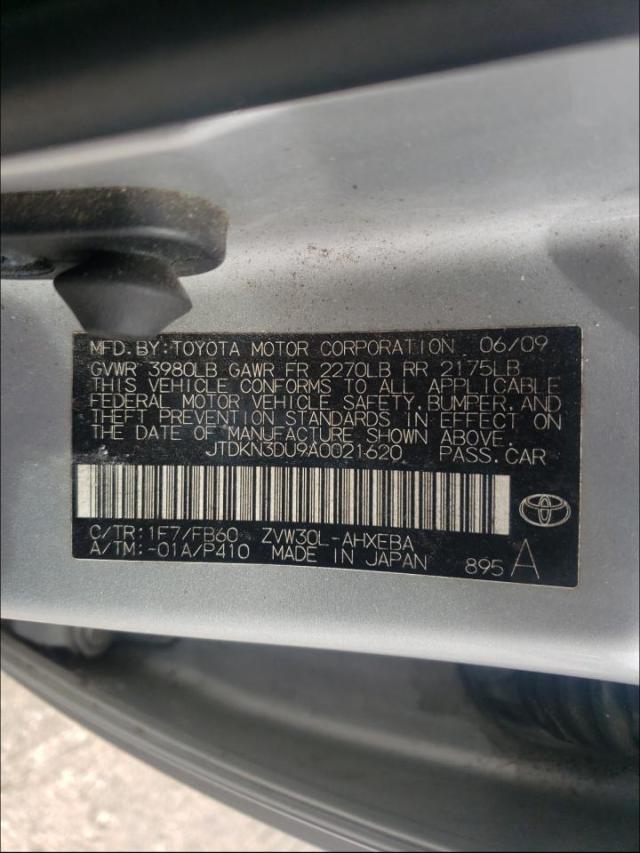 MFD. BY: TOYOTA MOTOR CORPORATION 06/09
GVWR 3980LB GAWR FR 2270LB RR 2175LB
THIS VEHICLE CONFORMS TO ALL APPLICABLE
FEDERAL MOTOR VEHICLE SAFETY, BUMPER, AND
THEFT PREVENTION STANDARDS IN EFFECT ON
THE DATE OF MANUFACTURE SHOWN ABOVE.
JTDKN3DU9A0021620 PASS. CAR
C/TR: 1F7/FB60 ZVW30L-AHXEBA
A/TM: -01A/P410 MADE IN JAPAN 895 A